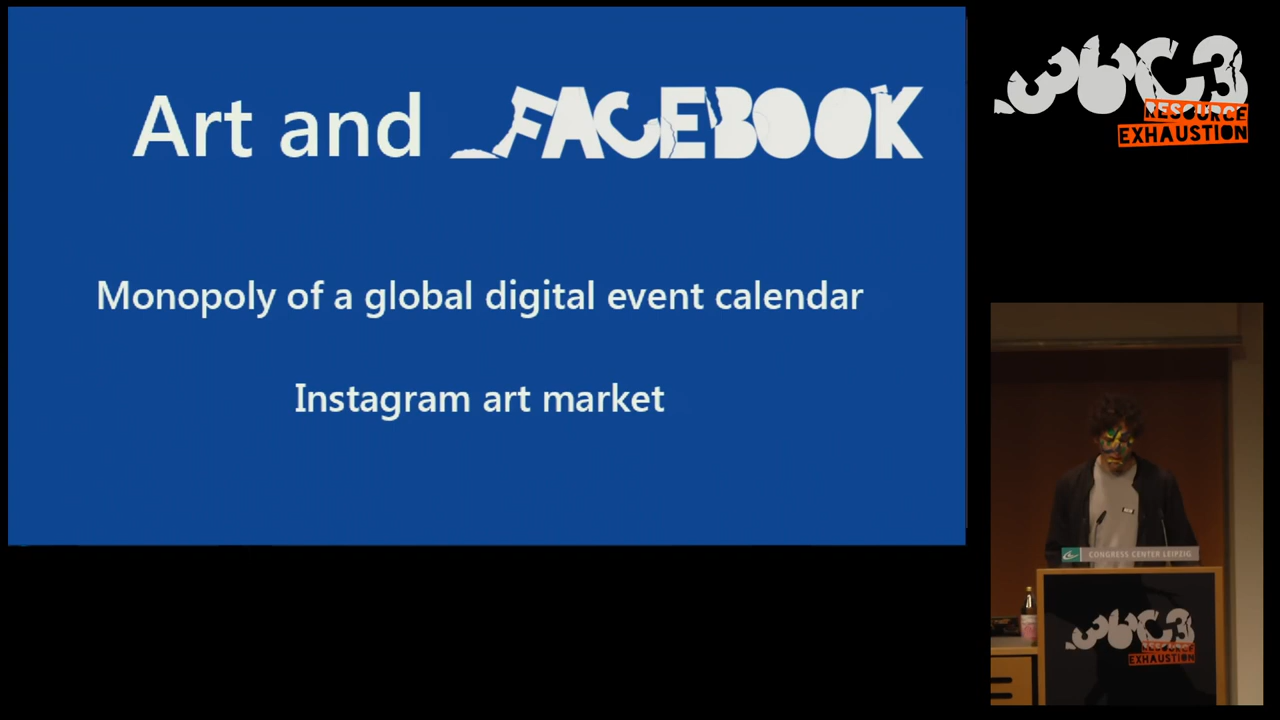 Art and FACEBOOK
Monopoly of a global digital event calendar
Instagram art market
36C3
RESOURCE
EXHAUSTION
CONGRESS CENTER LEIPZIG
36C3
RESOURCE
EXHAUSTION